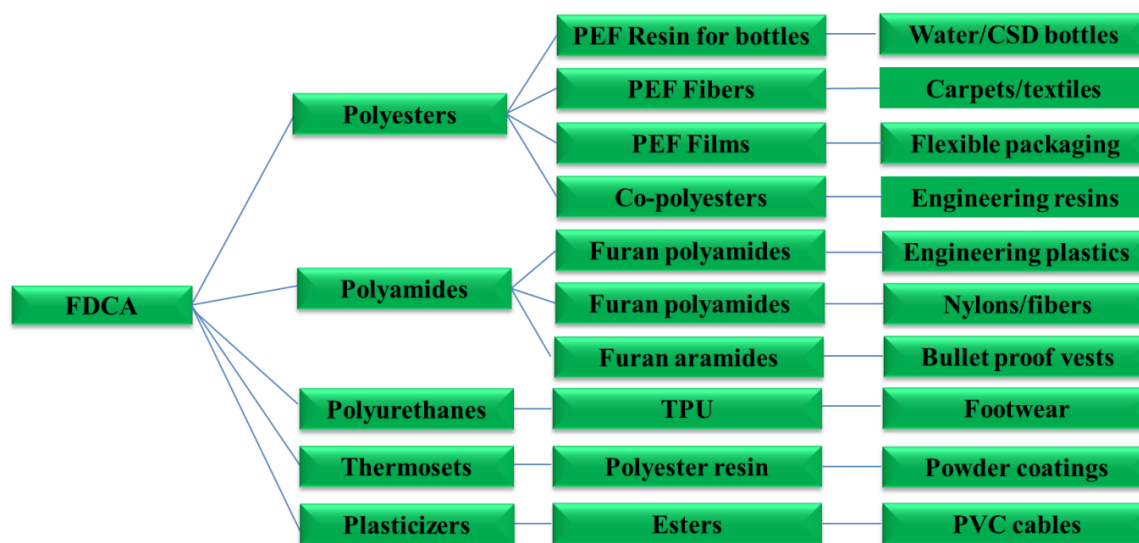 PEF Resin for bottles
Water/CSD bottles
PEF Fibers
Carpets/textiles
Polyesters
PEF Films
Flexible packaging
Co-polyesters
Engineering resins
Furan polyamides
Engineering plastics
FDCA
Polyamides
Furan polyamides
Nylons/fibers
Furan aramides
Bullet proof vests
Polyurethanes
TPU
Footwear
Thermosets
Polyester resin
Powder coatings
Plasticizers
Esters
PVC cables